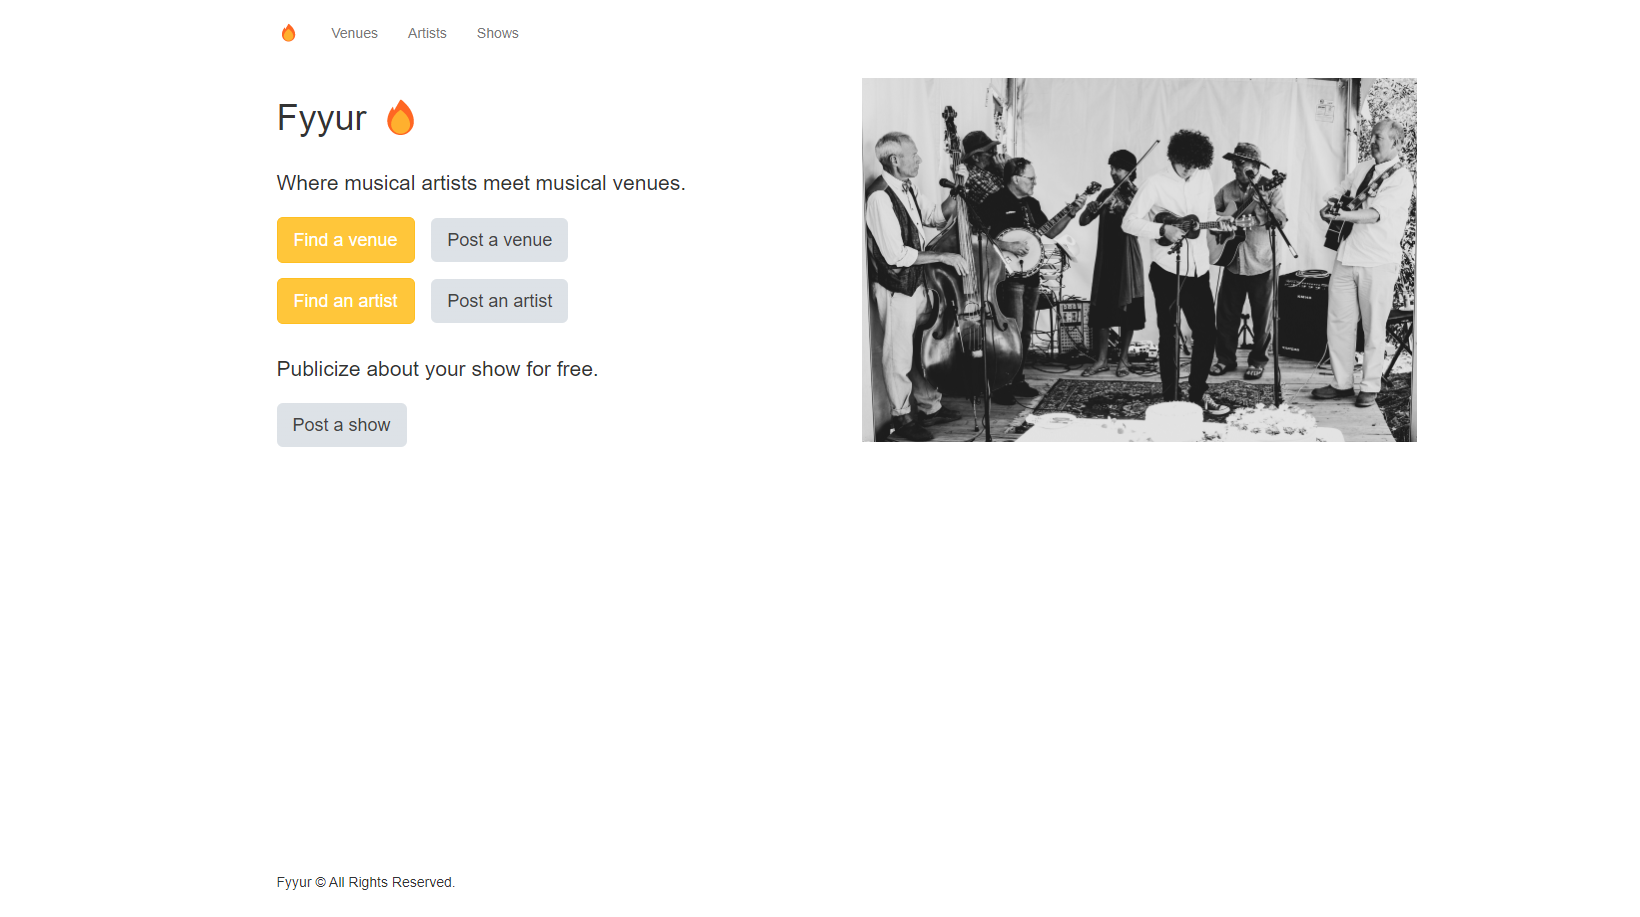 Venues Artists Shows
Fyyur
Where musical artists meet musical venues.
Find a venue Post a venue
Find an artist Post an artist
Publicize about your show for free.
Post a show
Fyyur © All Rights Reserved.